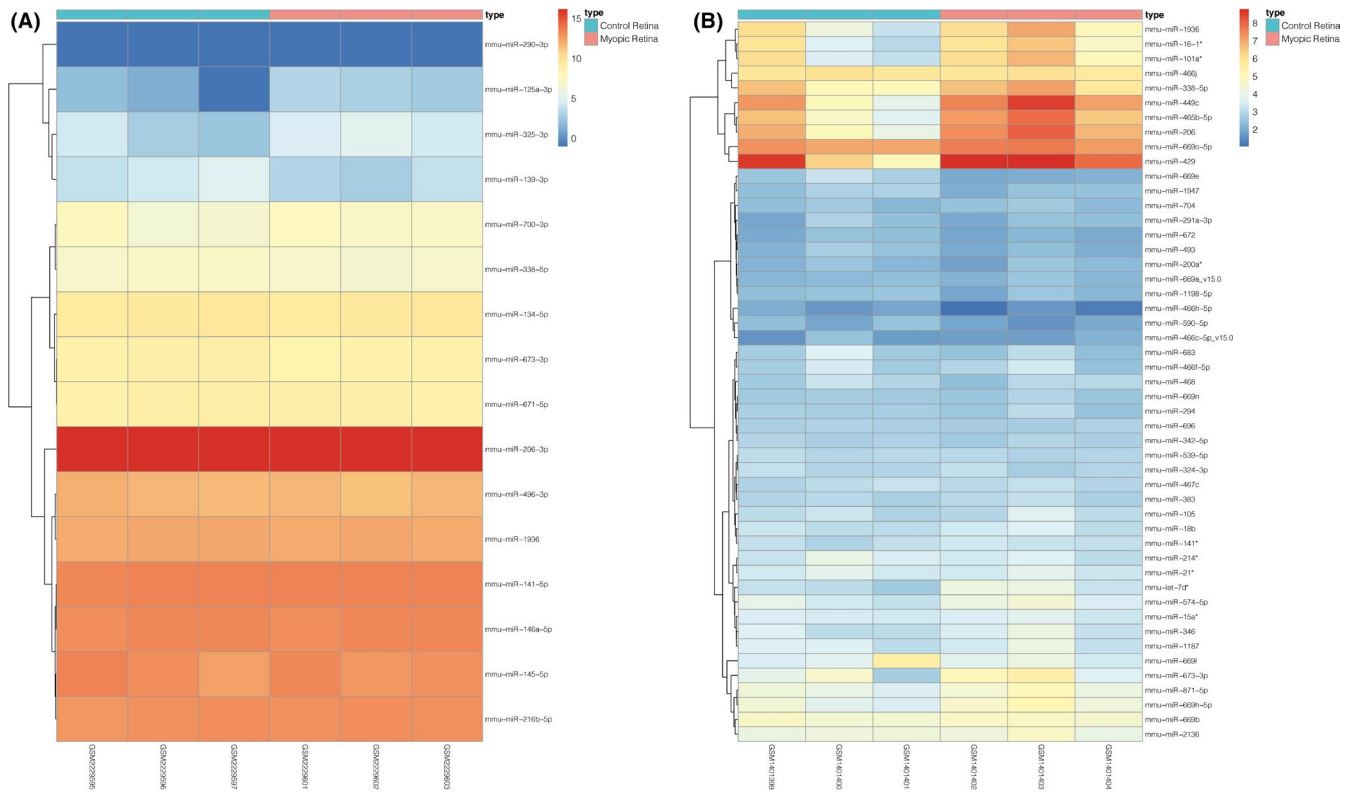 (A)
type
mmu-miR-290-3p
mmu-miR-125a-3p
mmu-miR-325-3p
mmu-miR-139-3p
mmu-miR-700-3p
mmu-miR-338-5p
mmu-miR-134-5p
mmu-miR-673-3p
mmu-miR-671-5p
mmu-miR-206-3p
mmu-miR-496-3p
mmu-miR-1936
mmu-miR-141-5p
mmu-miR-146a-5p
mmu-miR-145-5p
mmu-miR-216b-5p
GSM2229595
GSM2229596
GSM2229597
GSM2229601
GSM2229602
GSM2229603
15
10
5
0
type
Control Retina
Myopic Retina
(B)
type
mmu-miR-1936
mmu-miR-16-1*
mmu-miR-101a*
mmu-miR-466j
mmu-miR-338-5p
mmu-miR-449c
mmu-miR-465b-5p
mmu-miR-206
mmu-miR-669o-5p
mmu-miR-429
mmu-miR-669e
mmu-miR-1947
mmu-miR-704
mmu-miR-291a-3p
mmu-miR-672
mmu-miR-493
mmu-miR-200a*
mmu-miR-669a_v15.0
mmu-miR-1198-5p
mmu-miR-466h-5p
mmu-miR-590-5p
mmu-miR-466c-5p_v15.0
mmu-miR-683
mmu-miR-466f-5p
mmu-miR-468
mmu-miR-669n
mmu-miR-294
mmu-miR-696
mmu-miR-342-5p
mmu-miR-539-5p
mmu-miR-324-3p
mmu-miR-467c
mmu-miR-383
mmu-miR-105
mmu-miR-18b
mmu-miR-141*
mmu-miR-214*
mmu-miR-21*
mmu-let-7d*
mmu-miR-574-5p
mmu-miR-15a*
mmu-miR-346
mmu-miR-1187
mmu-miR-669l
mmu-miR-673-3p
mmu-miR-871-5p
mmu-miR-669h-5p
mmu-miR-669b
mmu-miR-2136
GSM1401399
GSM1401400
GSM1401401
GSM1401402
GSM1401403
GSM1401404
8
7
6
5
4
3
2
type
Control Retina
Myopic Retina